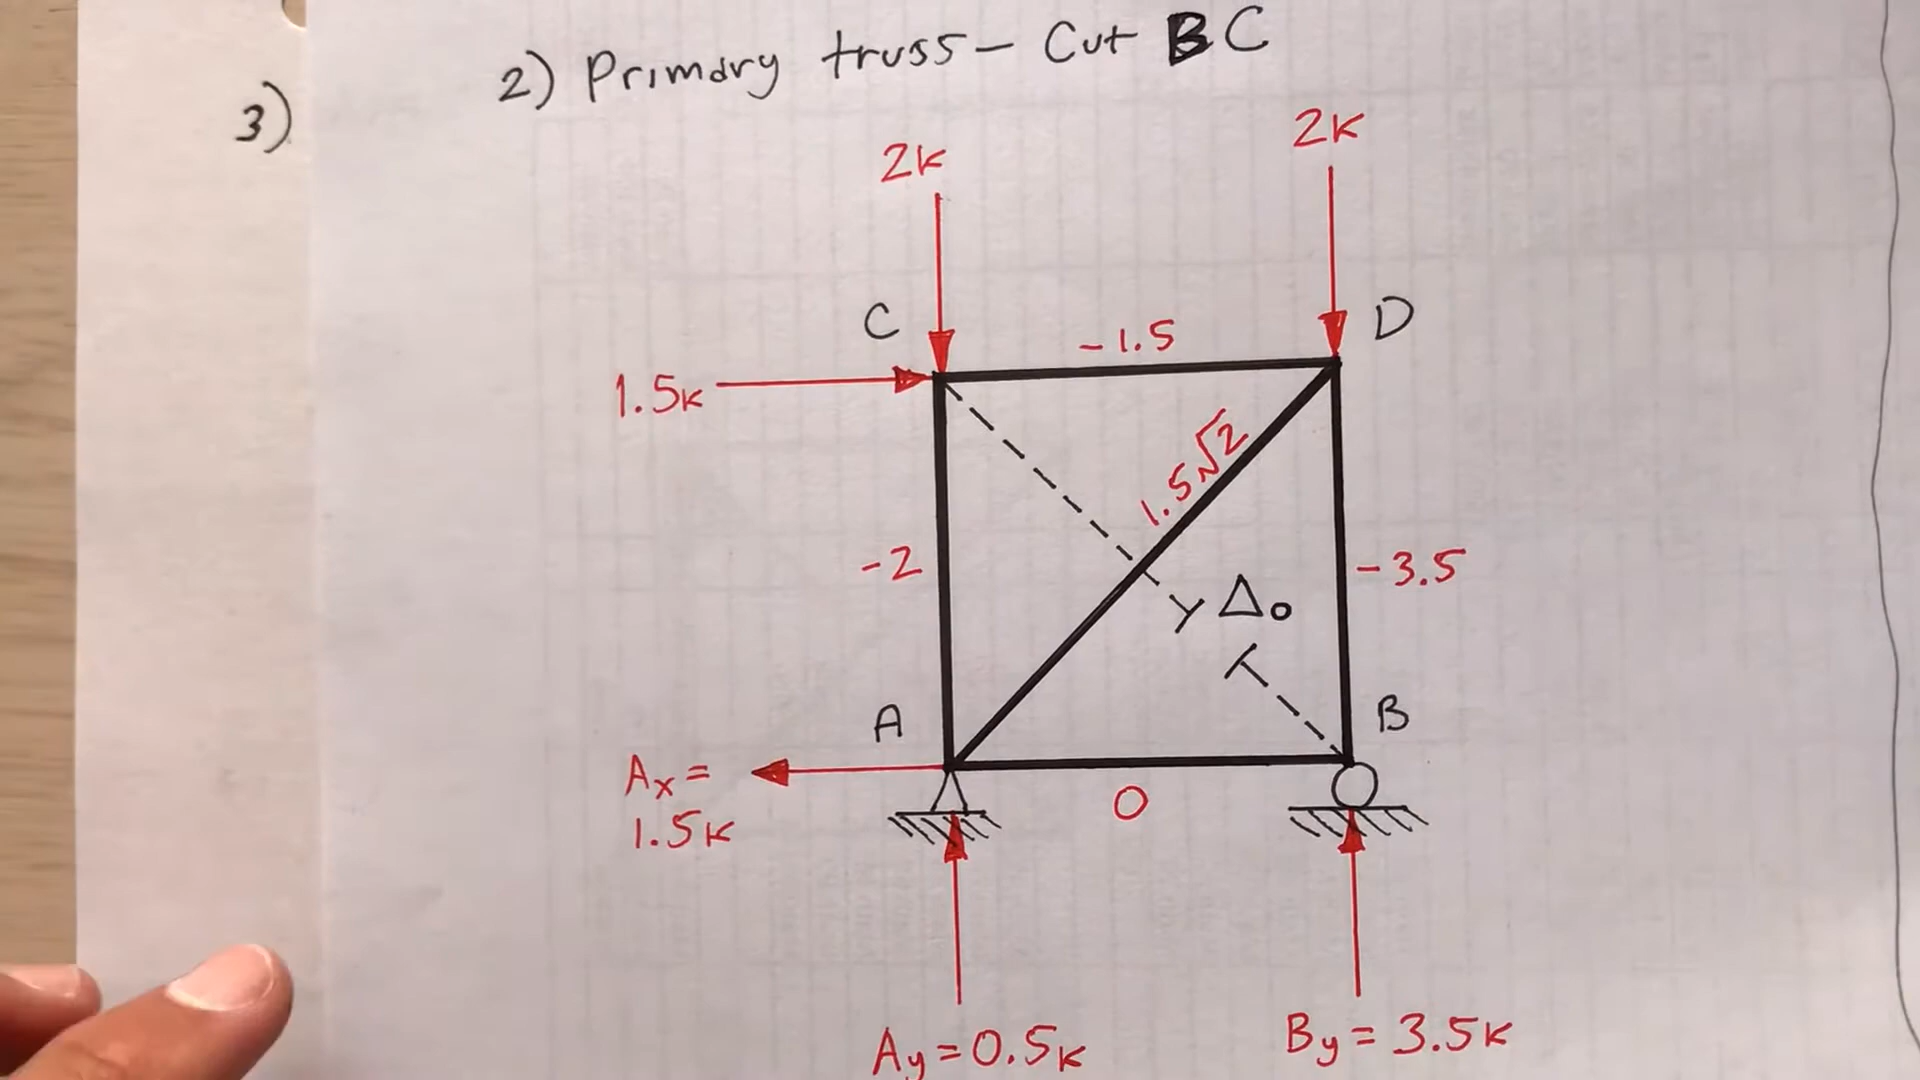 2) Primary truss – Cut BC
3)
2K
2K
C
D
-1.5
1.5K
1.5√2
-2
-3.5
Δo
A
B
Ax =
1.5K
0
Ay = 0.5K
By = 3.5K